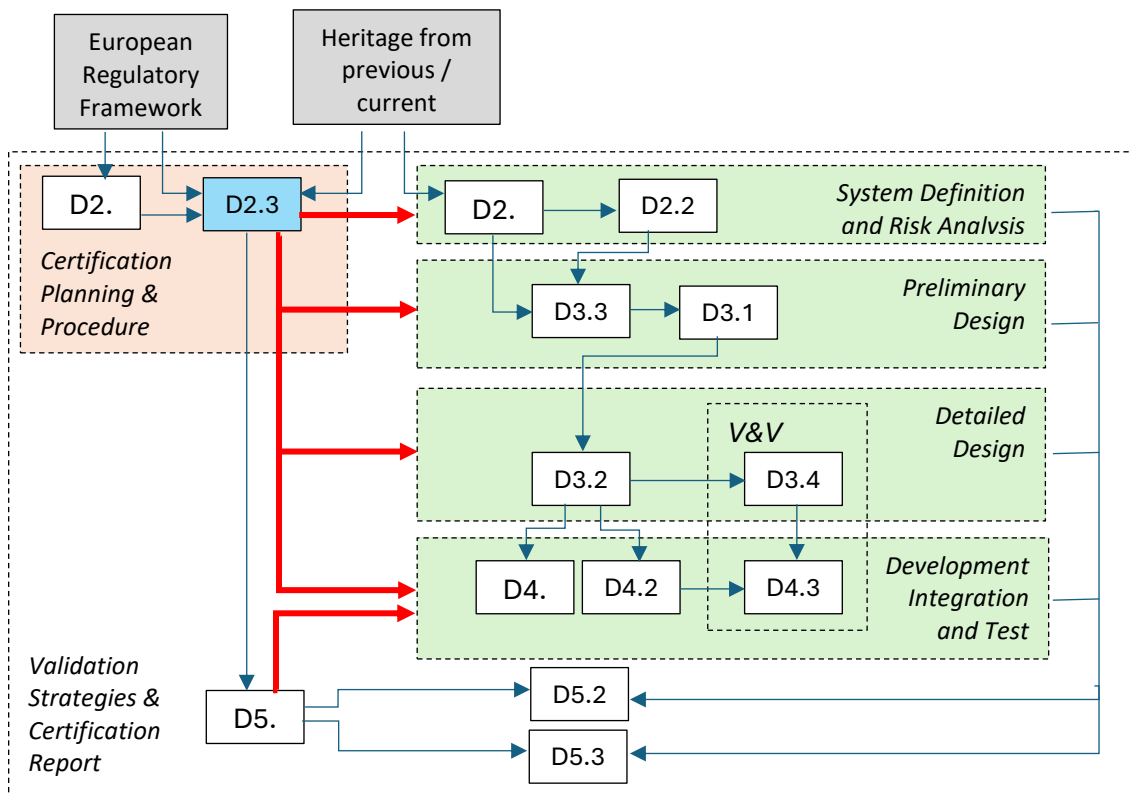 European
Regulatory
Framework
Heritage from
previous /
current
D2.
D2.3
Certification
Planning &
Procedure
D2.
D2.2
System Definition
and Risk Analysis
D3.3
D3.1
Preliminary
Design
V&V
D3.2
D3.4
Detailed
Design
D4.
D4.2
D4.3
Development
Integration
and Test
Validation
Strategies &
Certification
Report
D5.
D5.2
D5.3